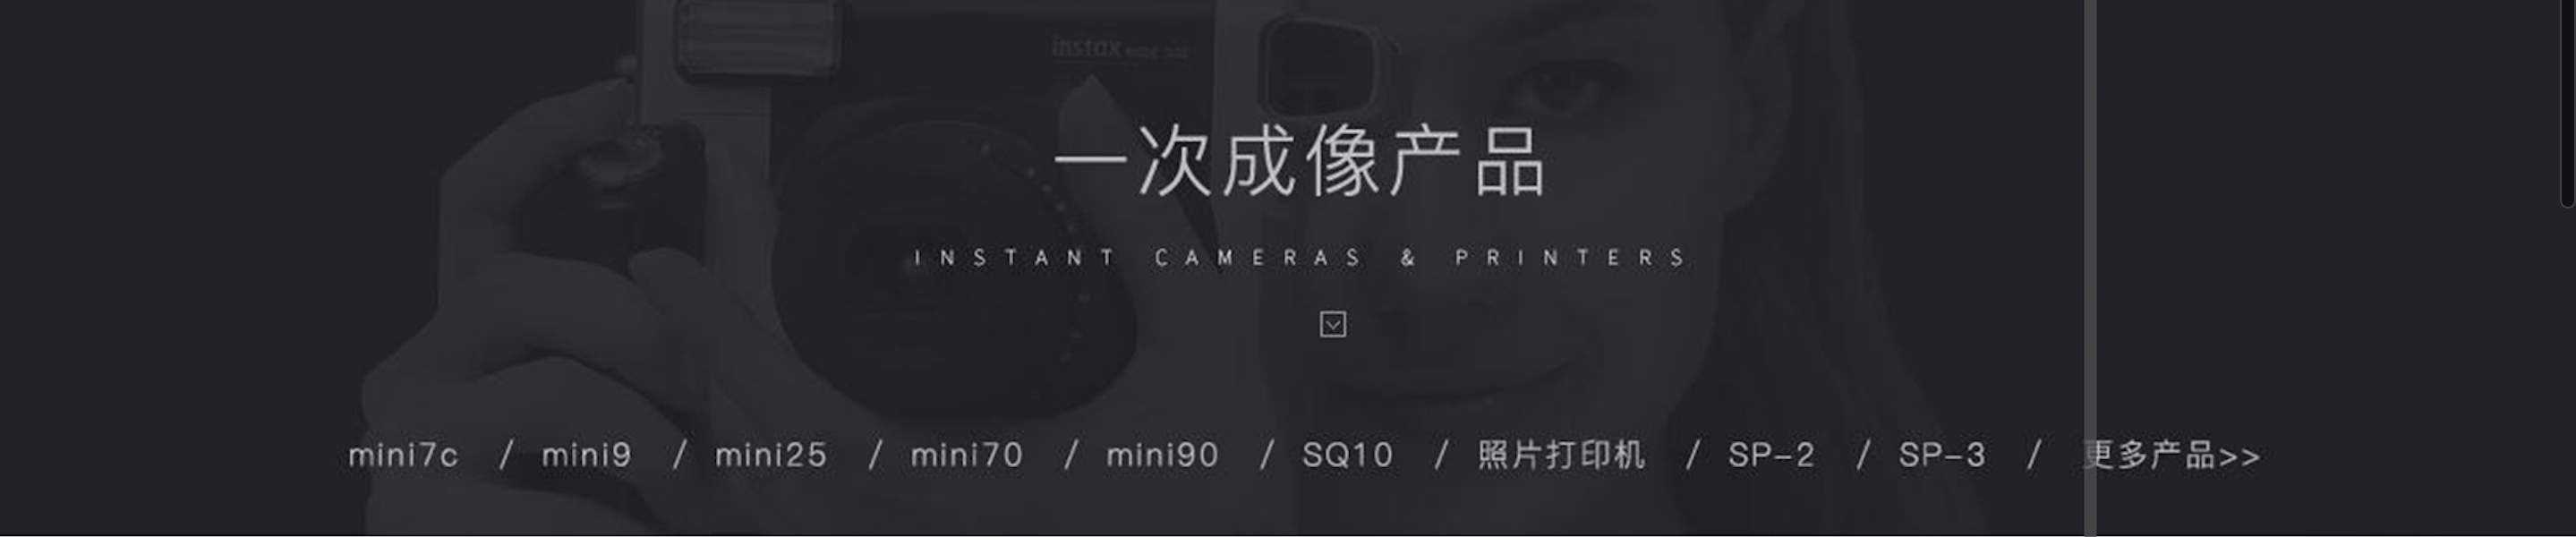 instax
一次成像产品
INSTANT CAMERAS & PRINTERS
mini7c / mini9 / mini25 / mini70 / mini90 / SQ10 / 照片打印机 / SP-2 / SP-3 / 更多产品>>